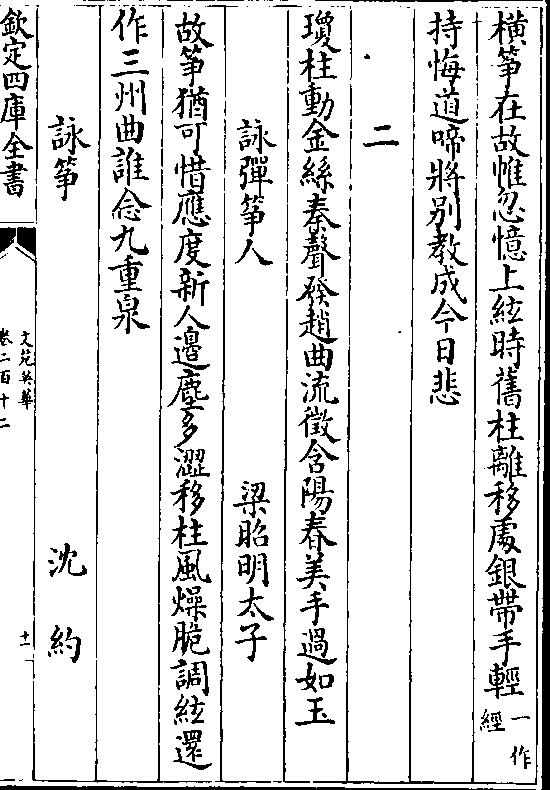 橫筝在故帷忽憶上絃時舊柱離移處銀帶手輕一作經
持悔道啼將别教成今日悲
二
瓊柱動金絲秦聲發趙曲流徵含陽春美手過如玉
詠彈筝人 梁昭明太子
故筝猶可惜應度新人邉塵多澀移柱風燥脆調絃還
作三州曲誰念九重泉
詠筝 沈約
欽定四庫全書
文苑英華
卷二百十二
十一